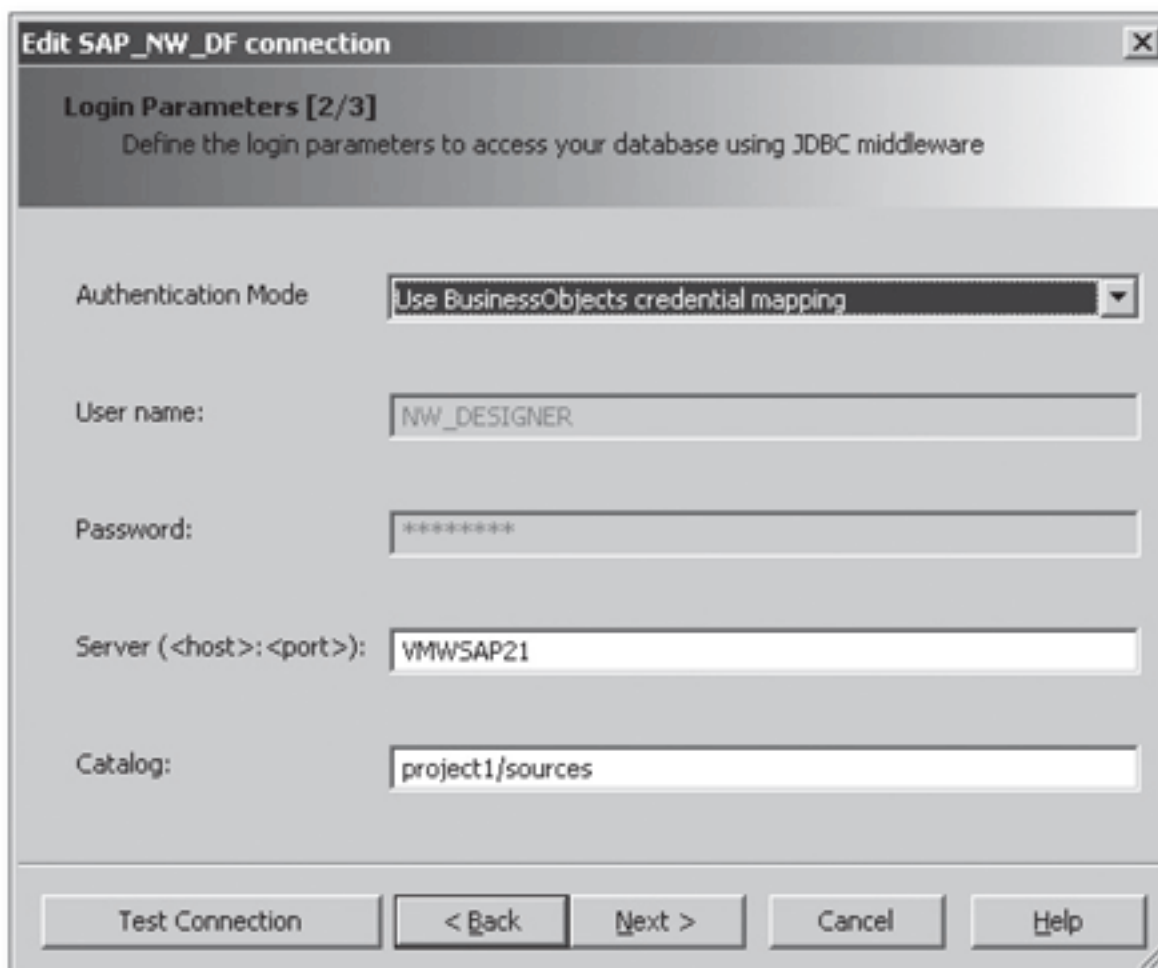 Edit SAP_NW_DF connection
Login Parameters [2/3]
Define the login parameters to access your database using JDBC middleware
Authentication Mode
Use BusinessObjects credential mapping
User name:
NW_DESIGNER
Password:
********
Server (<host>:<port>):
VMWSAP21
Catalog:
project1/sources
Test Connection
< Back
Next >
Cancel
Help